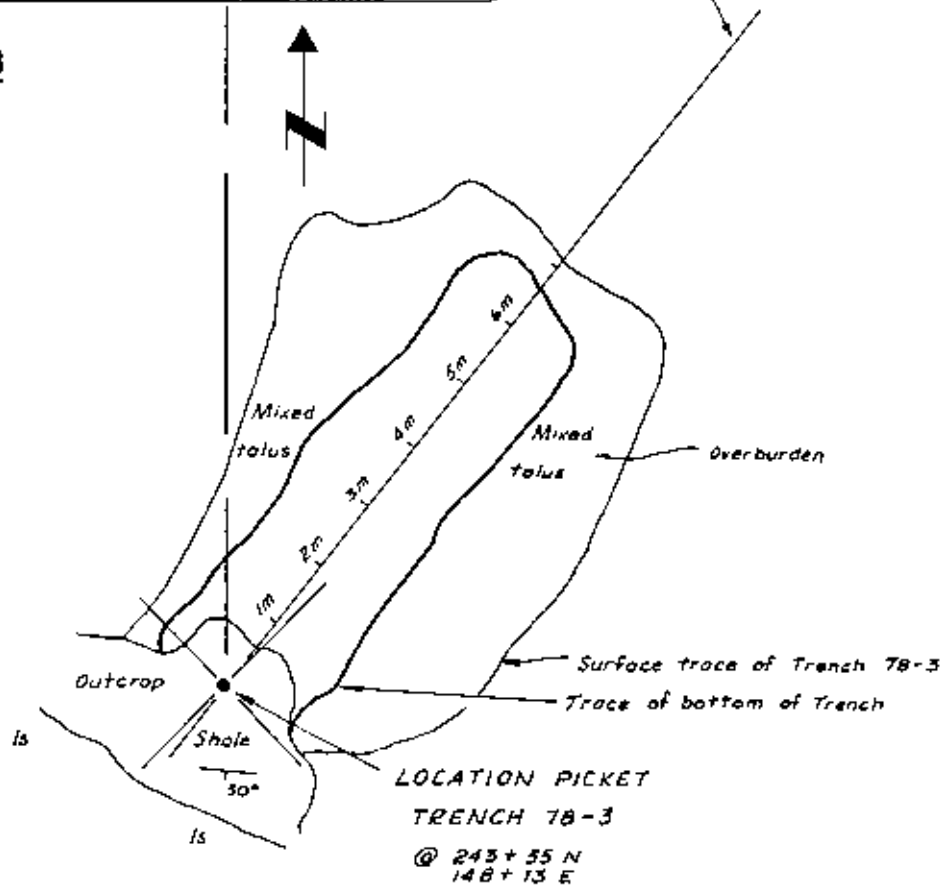 N
6m
5m
4m
3m
2m
1m
Mixed
talus
Mixed
talus
Overburden
Outcrop
Shale
30°
ls
ls
Surface trace of Trench 78-3
Trace of bottom of Trench
LOCATION PICKET
TRENCH 78-3
@ 243+35 N
148+13 E